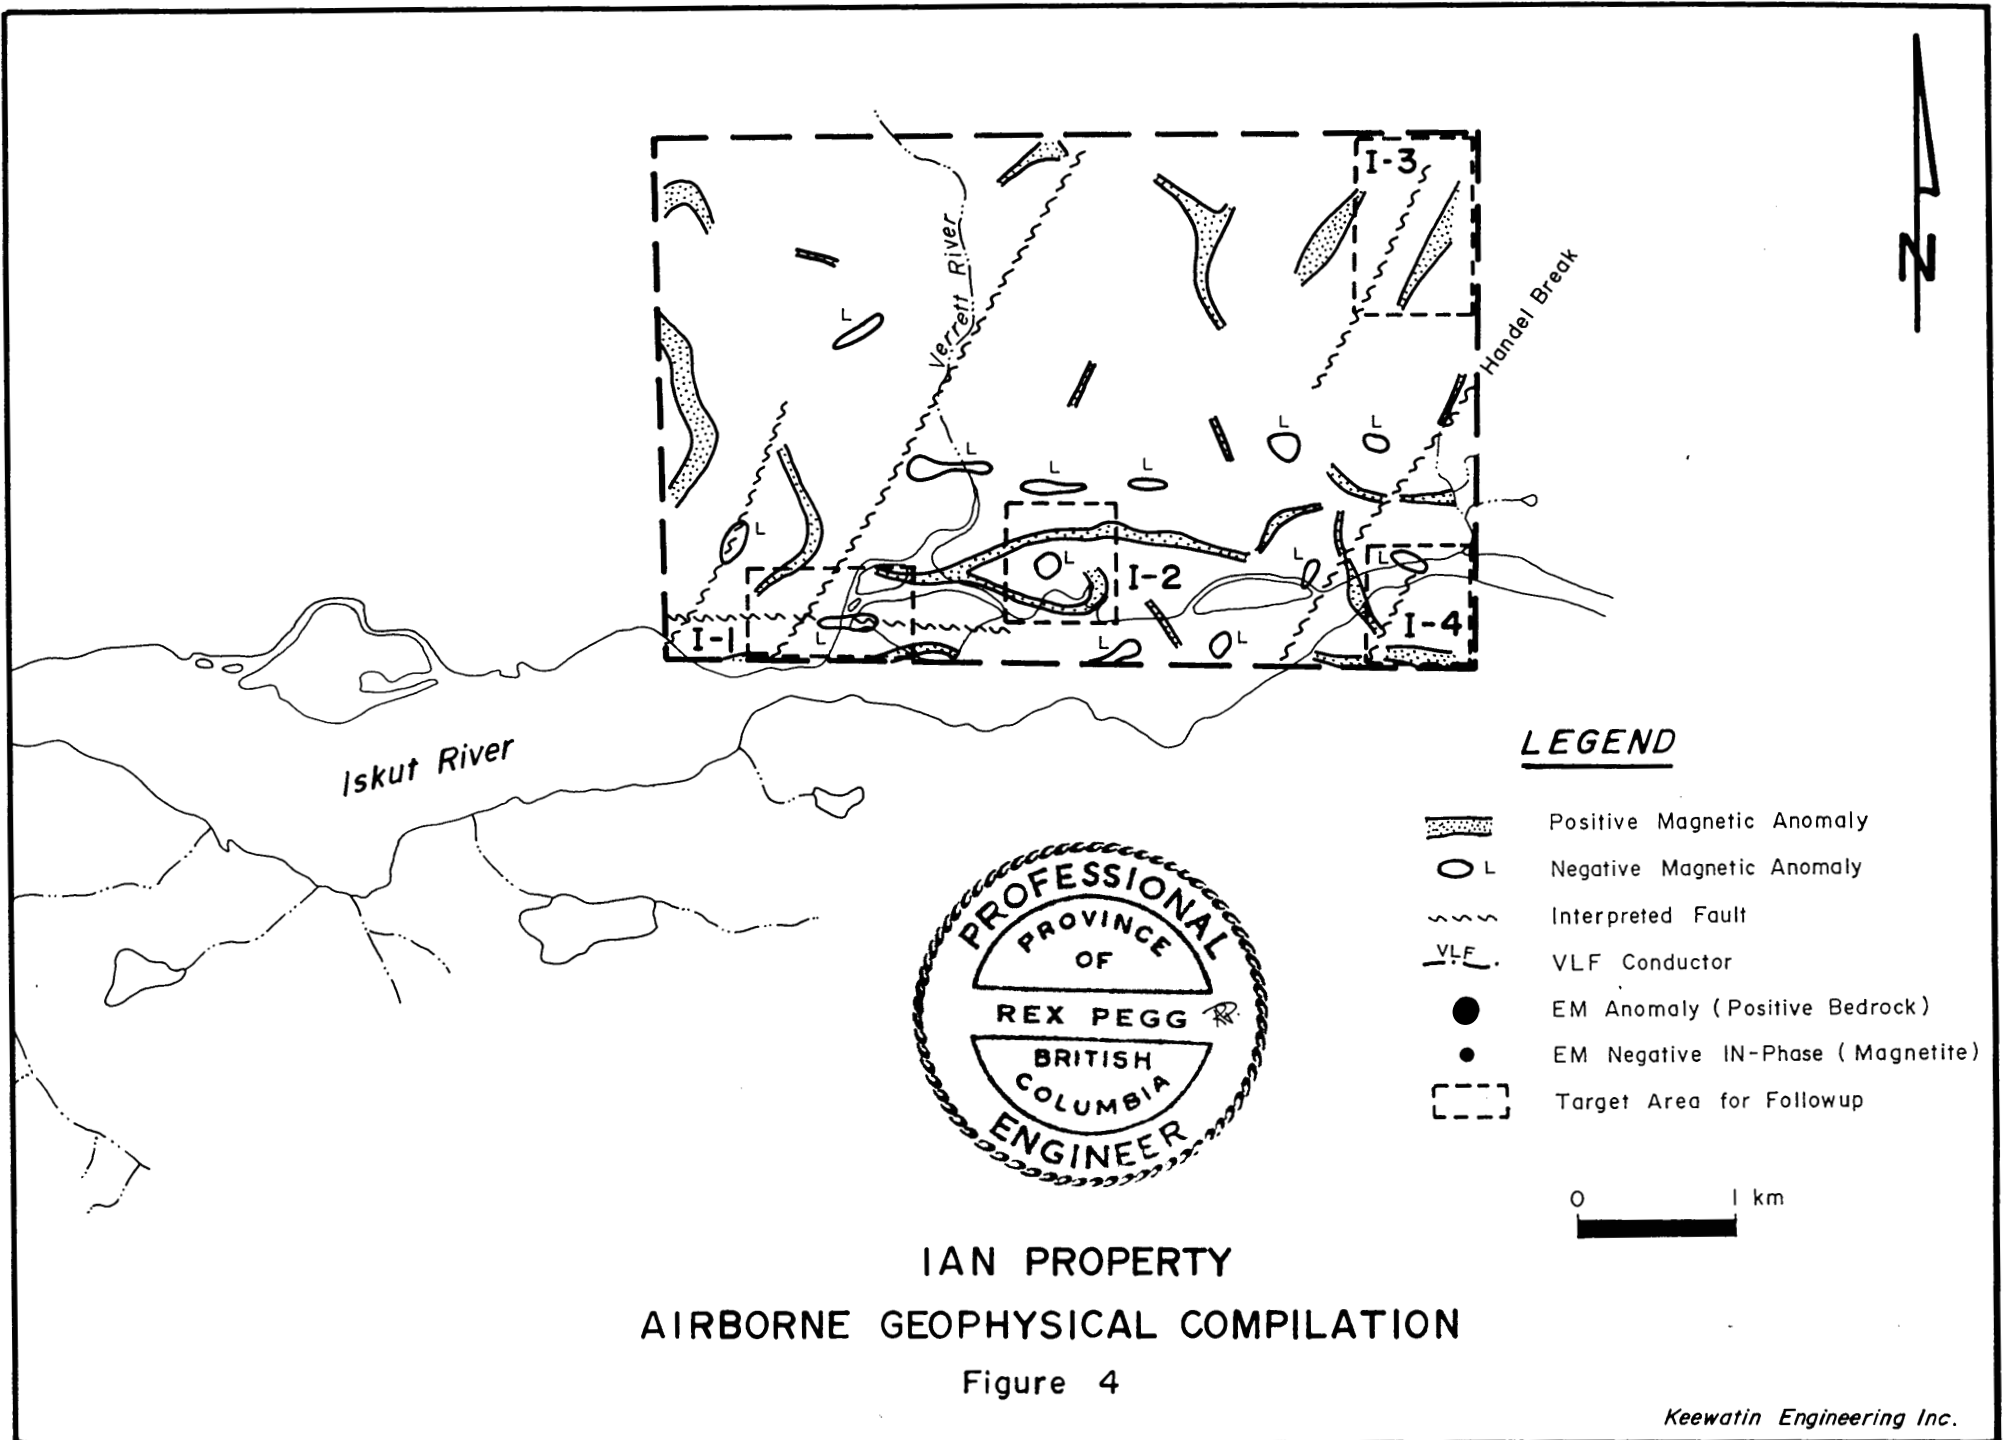 I-3
N
Verrett River
Handel Break
L
L
L
L
L
L
L
L
L
L
I-2
I-1
L
I-4
L
L
Iskut River
LEGEND
Positive Magnetic Anomaly
L Negative Magnetic Anomaly
Interpreted Fault
VLF VLF Conductor
EM Anomaly (Positive Bedrock)
EM Negative IN-Phase (Magnetite)
Target Area for Followup
0 1 km
PROFESSIONAL
PROVINCE
OF
REX PEGG
BRITISH
COLUMBIA
ENGINEER
IAN PROPERTY
AIRBORNE GEOPHYSICAL COMPILATION
Figure 4
Keewatin Engineering Inc.